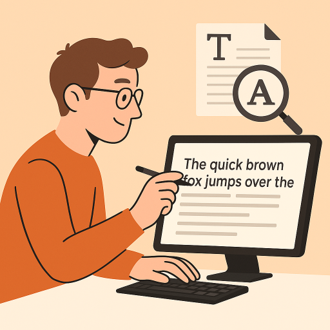 T
A
The quick brown
fox jumps over the